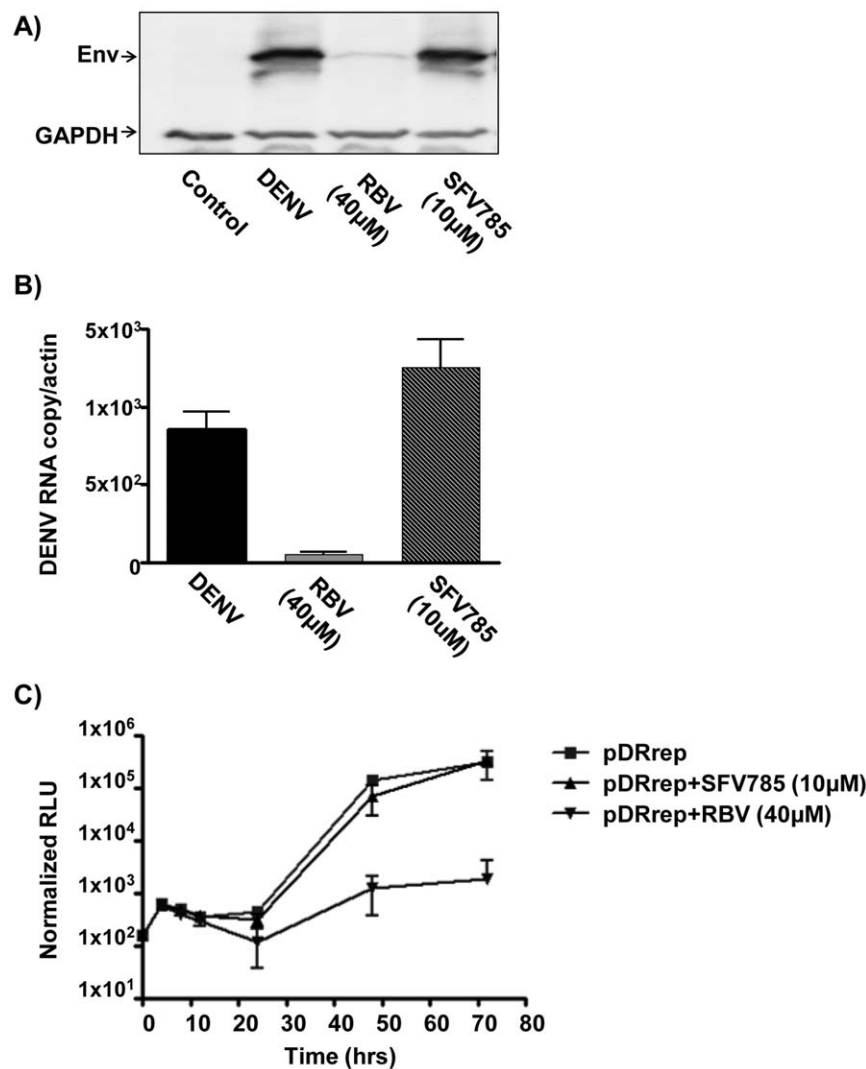 A)
Env
GAPDH
Control
DENV
RBV
(40μM)
SFV785
(10μM)
B)
DENV RNA copy/actin
5x10³
1x10³
5x10²
0
DENV
RBV
(40μM)
SFV785
(10uM)
C)
Normalized RLU
1x10⁶
1x10⁵
1x10⁴
1x10³
1x10²
1x10¹
0 10 20 30 40 50 60 70 80
Time (hrs)
pDRrep
pDRrep+SFV785 (10μM)
pDRrep+RBV (40μM)